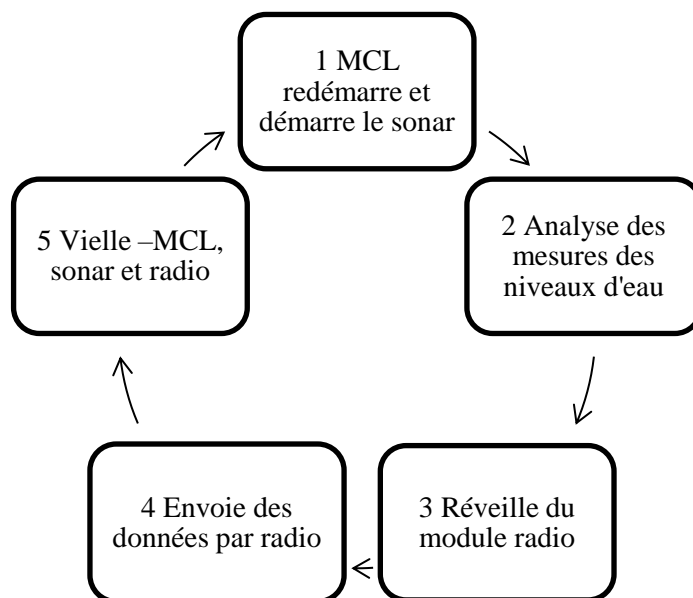 1 MCL
redémarre et
démarre le sonar
2 Analyse des
mesures des
niveaux d'eau
3 Réveille du
module radio
4 Envoie des
données par radio
5 Vielle –MCL,
sonar et radio